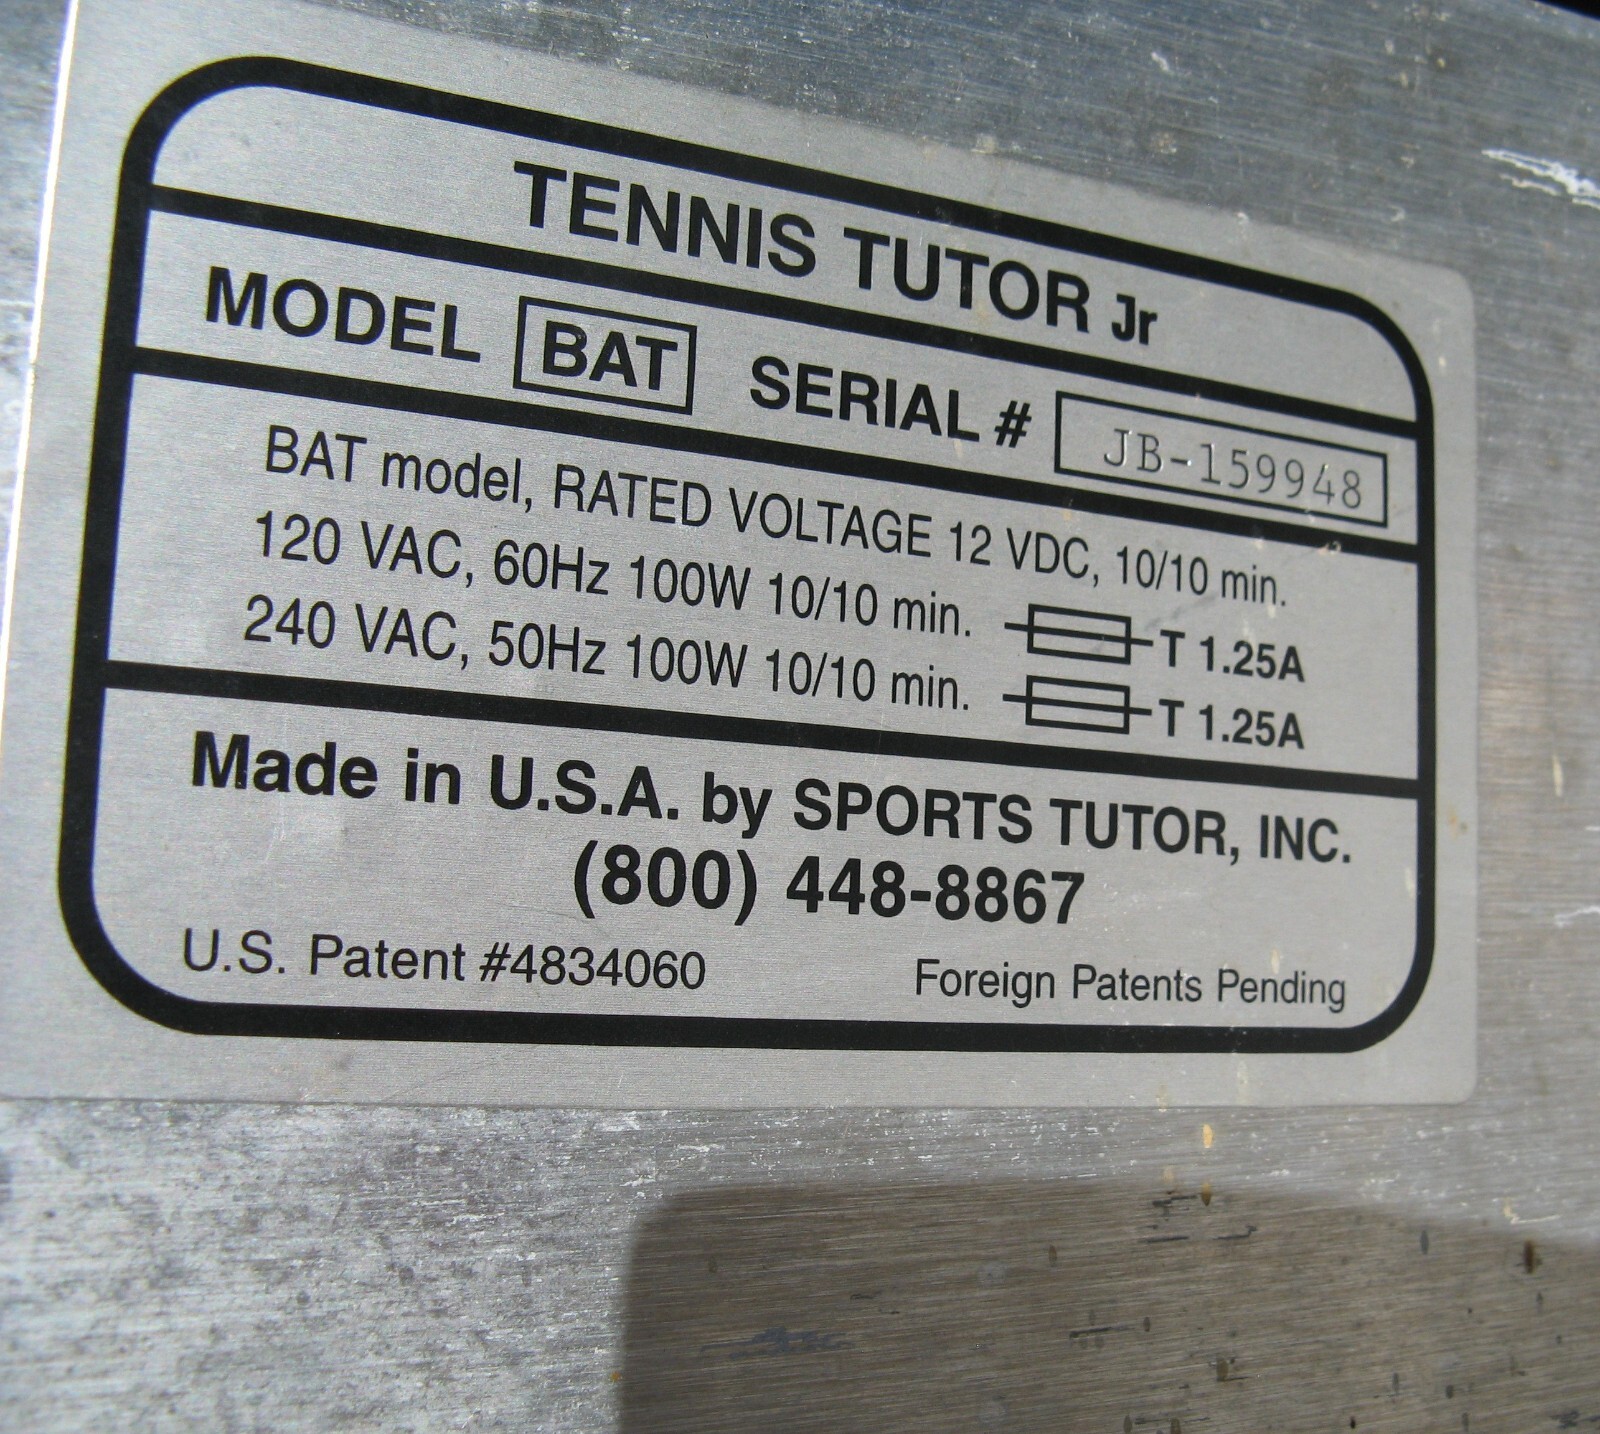 TENNIS TUTOR Jr
MODEL BAT SERIAL # JB-159948
BAT model, RATED VOLTAGE 12 VDC, 10/10 min.
120 VAC, 60Hz 100W 10/10 min. T 1.25A
240 VAC, 50Hz 100W 10/10 min. T 1.25A
Made in U.S.A. by SPORTS TUTOR, INC.
(800) 448-8867
U.S. Patent #4834060 Foreign Patents Pending